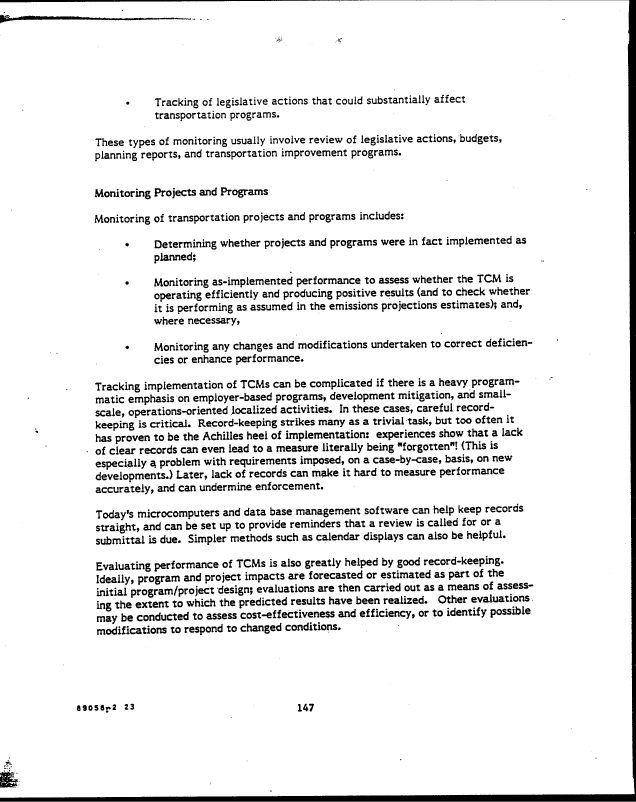 • Tracking of legislative actions that could substantially affect
transportation programs.
These types of monitoring usually involve review of legislative actions, budgets,
planning reports, and transportation improvement programs.
Monitoring Projects and Programs
Monitoring of transportation projects and programs includes:
• Determining whether projects and programs were in fact implemented as
planned;
• Monitoring as-implemented performance to assess whether the TCM is
operating efficiently and producing positive results (and to check whether
it is performing as assumed in the emissions projections estimates); and,
where necessary,
• Monitoring any changes and modifications undertaken to correct deficien-
cies or enhance performance.
Tracking implementation of TCMs can be complicated if there is a heavy program-
matic emphasis on employer-based programs, development mitigation, and small-
scale, operations-oriented localized activities. In these cases, careful record-
keeping is critical. Record-keeping strikes many as a trivial task, but too often it
has proven to be the Achilles heel of implementation: experiences show that a lack
of clear records can even lead to a measure literally being "forgotten"! (This is
especially a problem with requirements imposed, on a case-by-case, basis, on new
developments.) Later, lack of records can make it hard to measure performance
accurately, and can undermine enforcement.
Today's microcomputers and data base management software can help keep records
straight, and can be set up to provide reminders that a review is called for or a
submittal is due. Simpler methods such as calendar displays can also be helpful.
Evaluating performance of TCMs is also greatly helped by good record-keeping.
Ideally, program and project impacts are forecasted or estimated as part of the
initial program/project design; evaluations are then carried out as a means of assess-
ing the extent to which the predicted results have been realized. Other evaluations
may be conducted to assess cost-effectiveness and efficiency, or to identify possible
modifications to respond to changed conditions.
89058r2 23
147